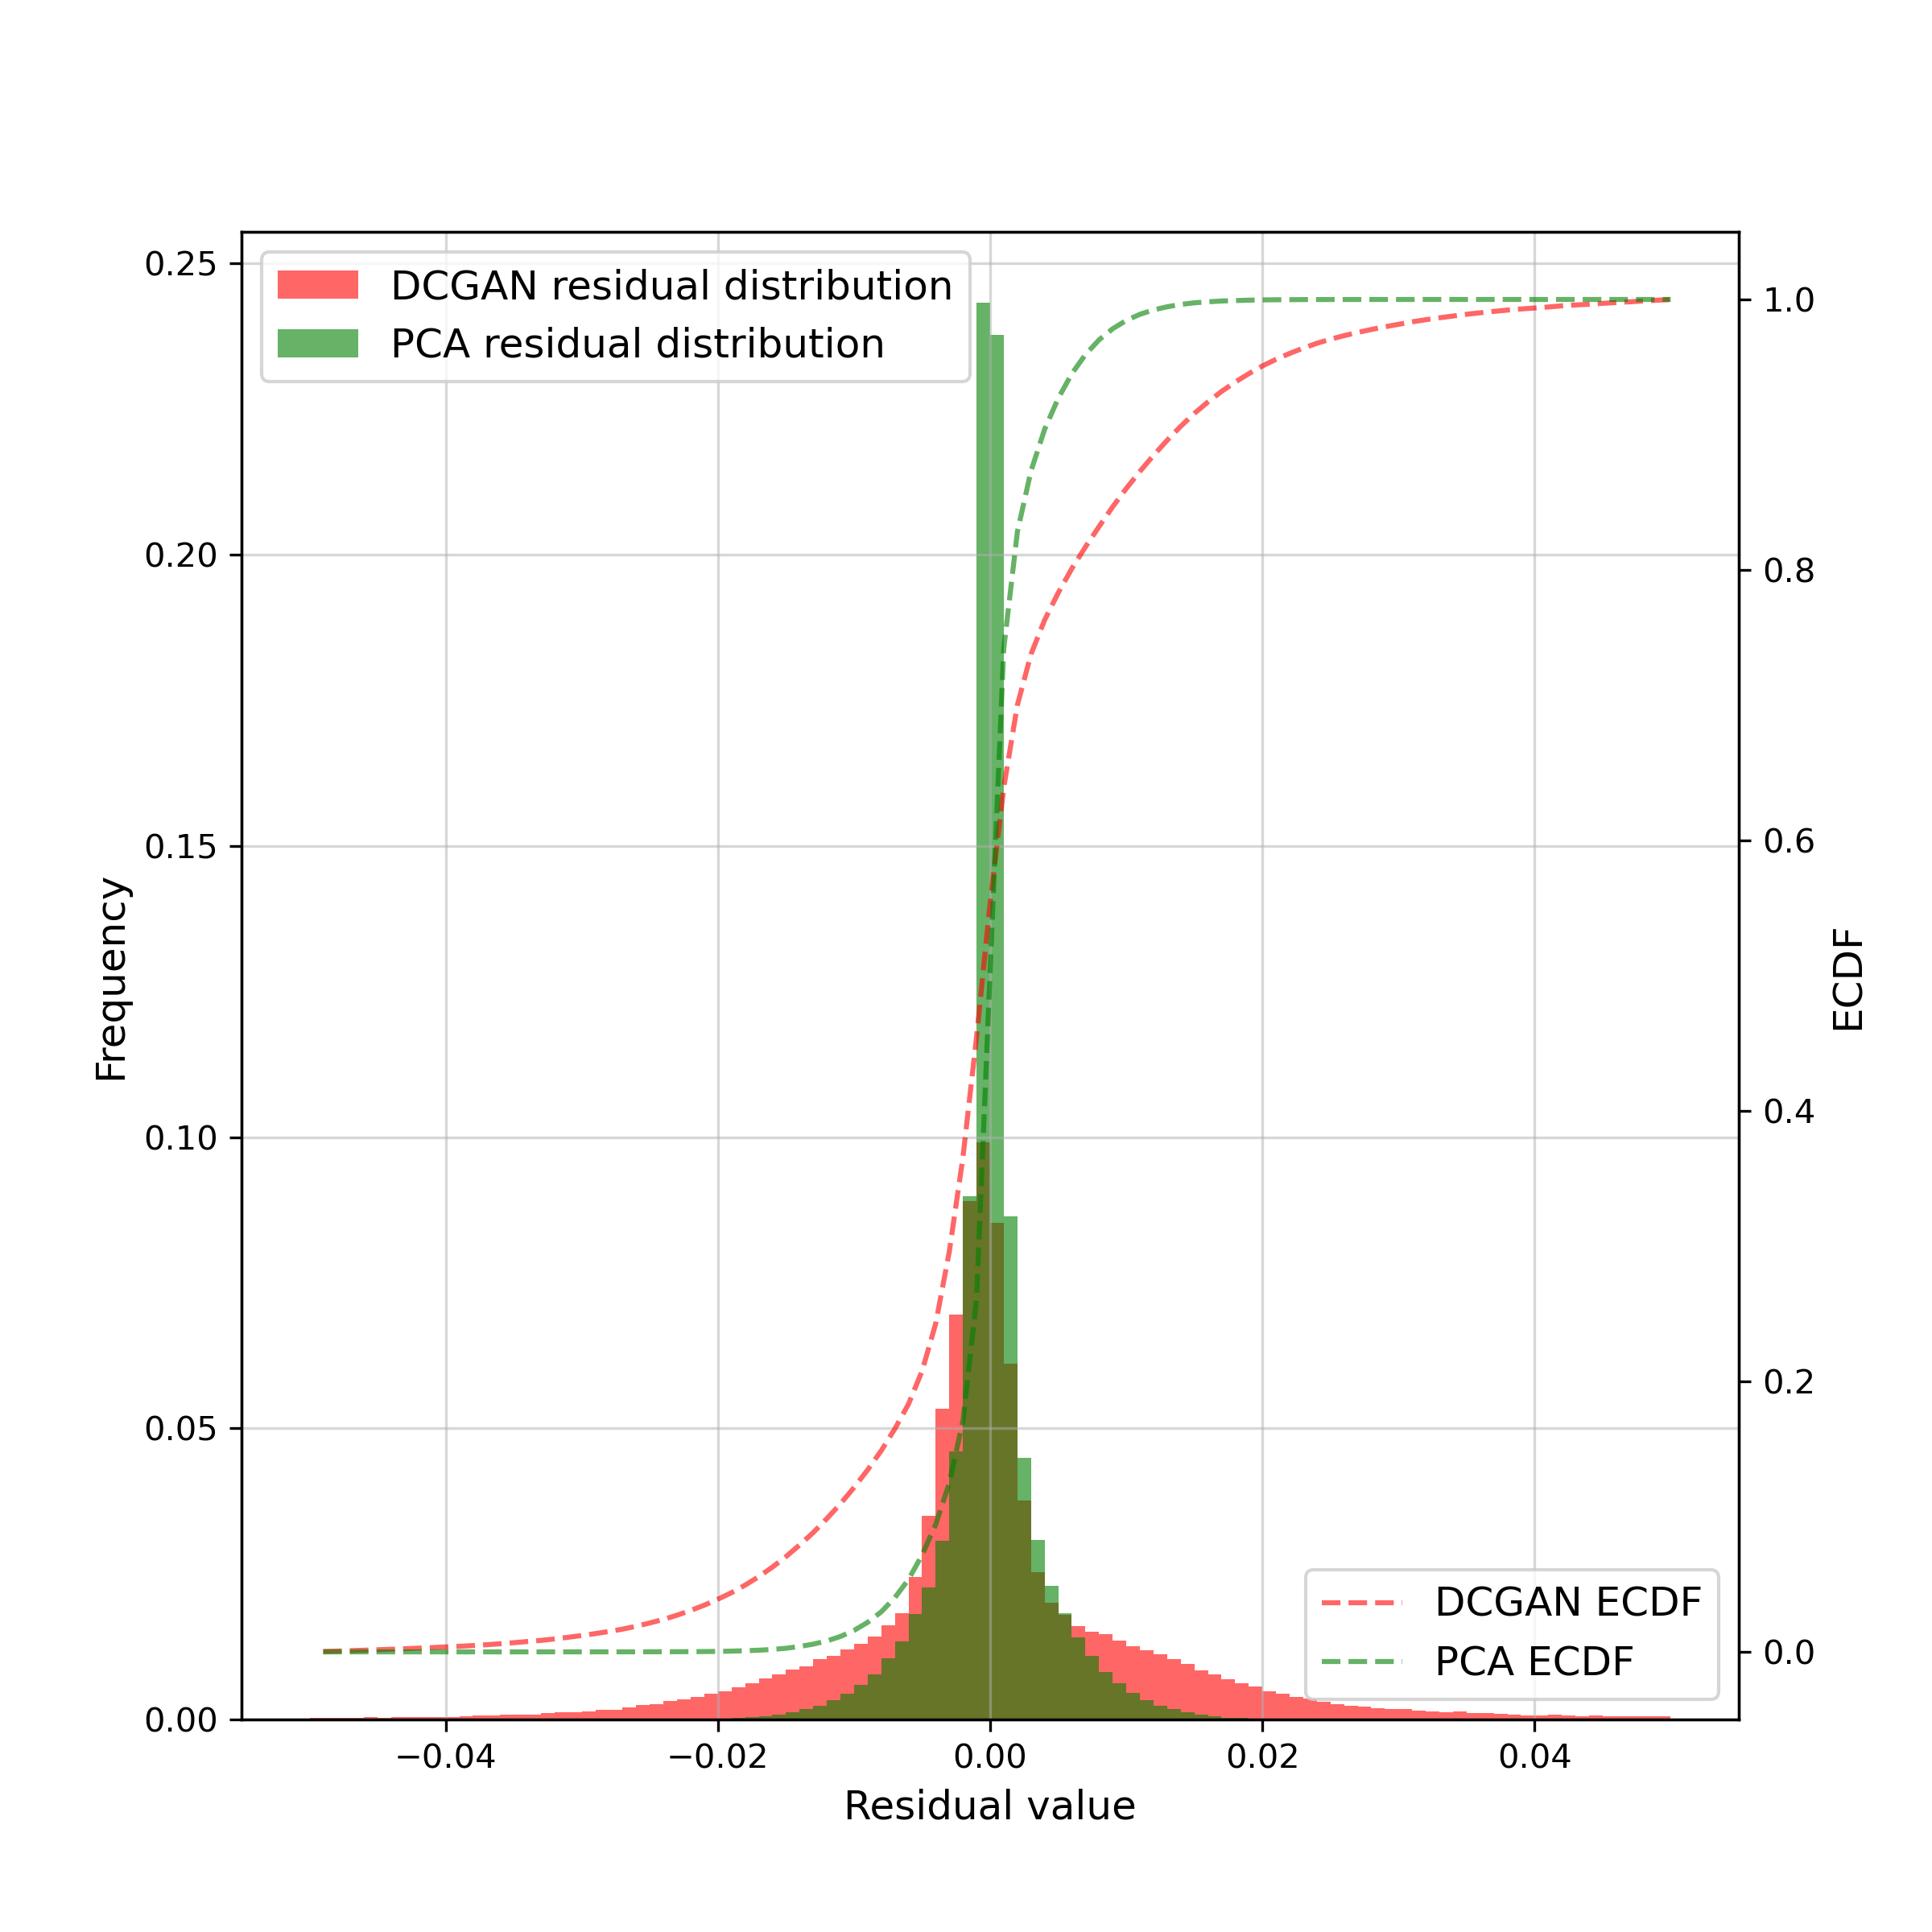 DCGAN residual distribution
PCA residual distribution
0.25
0.20
0.15
0.10
0.05
0.00
Frequency
1.0
0.8
0.6
0.4
0.2
0.0
ECDF
DCGAN ECDF
PCA ECDF
−0.04 −0.02 0.00 0.02 0.04
Residual value